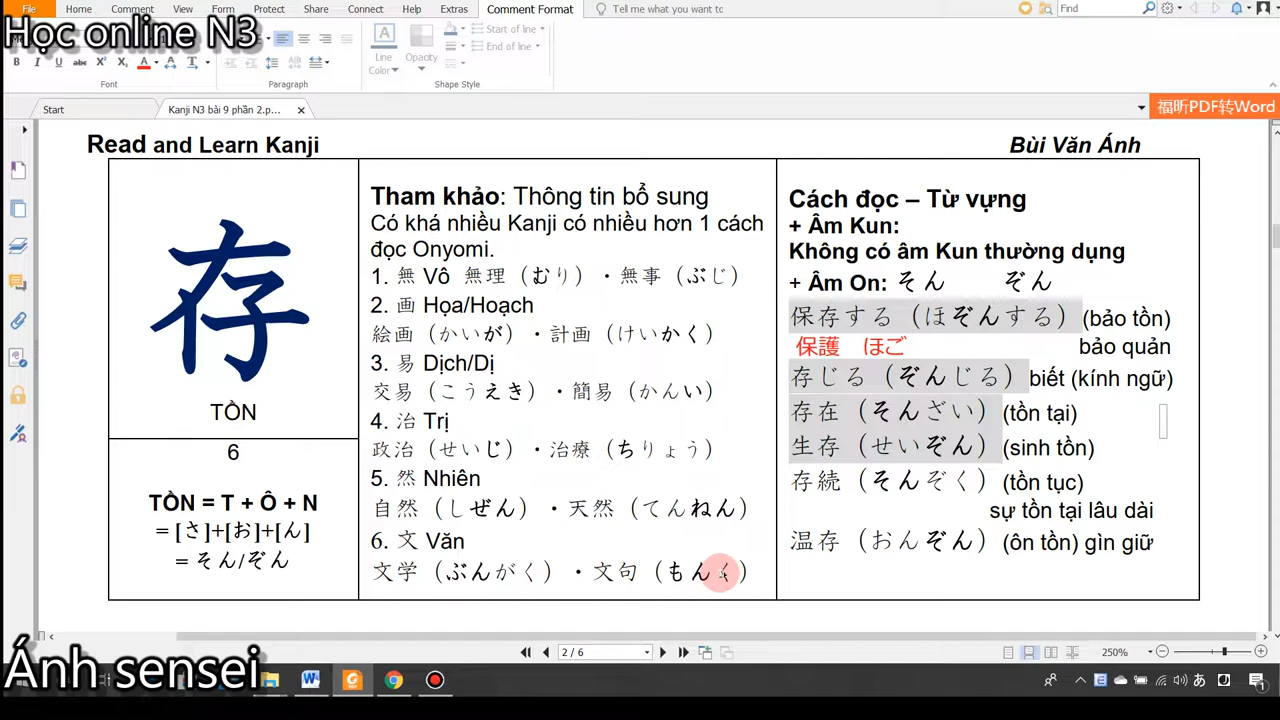 File Home Comment View Form Protect Share Connect Help Extras Comment Format Tell me what you want to Find
Học online N3
Line Color
Opacity
Start of line
End of line
Font Paragraph Shape Style
Start
Kanji N3 bài 9 phần 2.p...
福昕PDF转Word
Read and Learn Kanji
Bùi Văn Ánh
存
TỒN
6
TỒN = T + Ô + N
= [さ]+[お]+[ん]
= そん/ぞん
Tham khảo: Thông tin bổ sung
Có khá nhiều Kanji có nhiều hơn 1 cách
đọc Onyomi.
1. 無 Vô 無理（むり）・無事（ぶじ）
2. 画 Họa/Hoạch
絵画（かいが）・計画（けいかく）
3. 易 Dịch/Dị
交易（こうえき）・簡易（かんい）
4. 治 Trị
政治（せいじ）・治療（ちりょう）
5. 然 Nhiên
自然（しぜん）・天然（てんねん）
6. 文 Văn
文学（ぶんがく）・文句（もんく）
Cách đọc – Từ vựng
+ Âm Kun:
Không có âm Kun thường dụng
+ Âm On: そん ぞん
保存する（ほぞんする）(bảo tồn)
保護 ほご bảo quản
存じる（ぞんじる）biết (kính ngữ)
存在（そんざい）(tồn tại)
生存（せいぞん）(sinh tồn)
存続（そんぞく）(tồn tục)
sự tồn tại lâu dài
温存（おんぞん）(ôn tồn) gìn giữ
2 / 6
250%
Ánh sensei